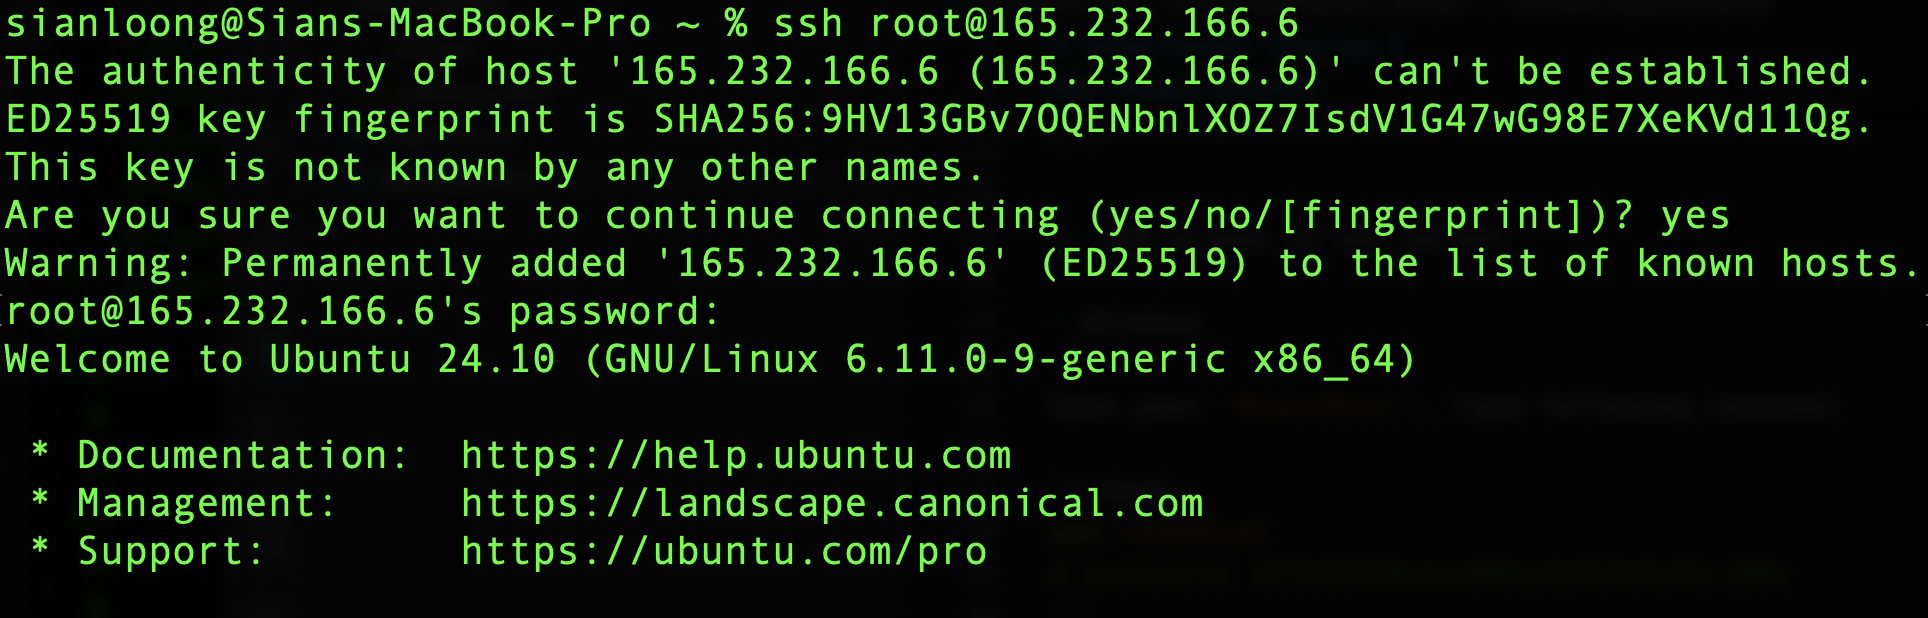 sianloong@Sians-MacBook-Pro ~ % ssh root@165.232.166.6
The authenticity of host '165.232.166.6 (165.232.166.6)' can't be established.
ED25519 key fingerprint is SHA256:9HV13GBv7OQENbnlXOZ7IsdV1G47wG98E7XeKVd11Qg.
This key is not known by any other names.
Are you sure you want to continue connecting (yes/no/[fingerprint])? yes
Warning: Permanently added '165.232.166.6' (ED25519) to the list of known hosts.
root@165.232.166.6's password:
Welcome to Ubuntu 24.10 (GNU/Linux 6.11.0-9-generic x86_64)
* Documentation: https://help.ubuntu.com
* Management: https://landscape.canonical.com
* Support: https://ubuntu.com/pro